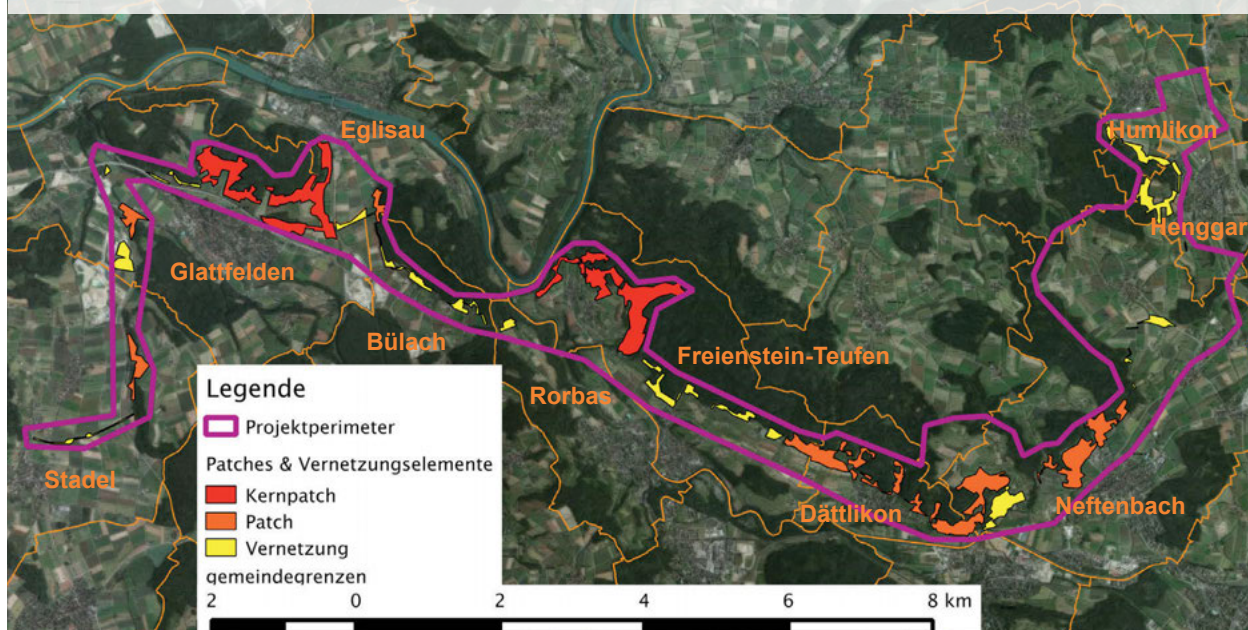 Eglisau
Humlikon
Henggar
Glattfelden
Bülach
Freienstein-Teufen
Rorbas
Stadel
Dättlikon
Neftenbach
Legende
Projektperimeter
Patches & Vernetzungselemente
Kernpatch
Patch
Vernetzung
gemeindegrenzen
2 0 2 4 6 8 km